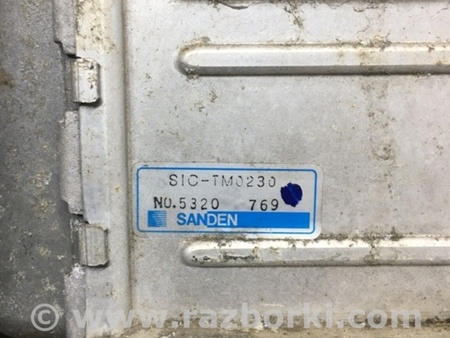 SIC-TM0230
NO.5320 769
SANDEN
© www.razborki.com